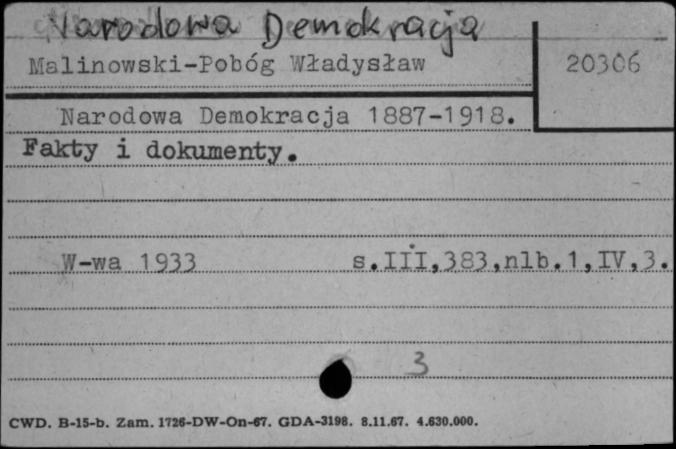 Narodowa Demokracja
Malinowski-Pobóg Władysław
20306
Narodowa Demokracja 1887-1918.
Fakty i dokumenty.
W-wa 1933 s.III,383,nlb.1,IV,3.
3
CWD. B-15-b. Zam. 1726-DW-On-67. GDA-3198. 8.11.67. 4.630.000.